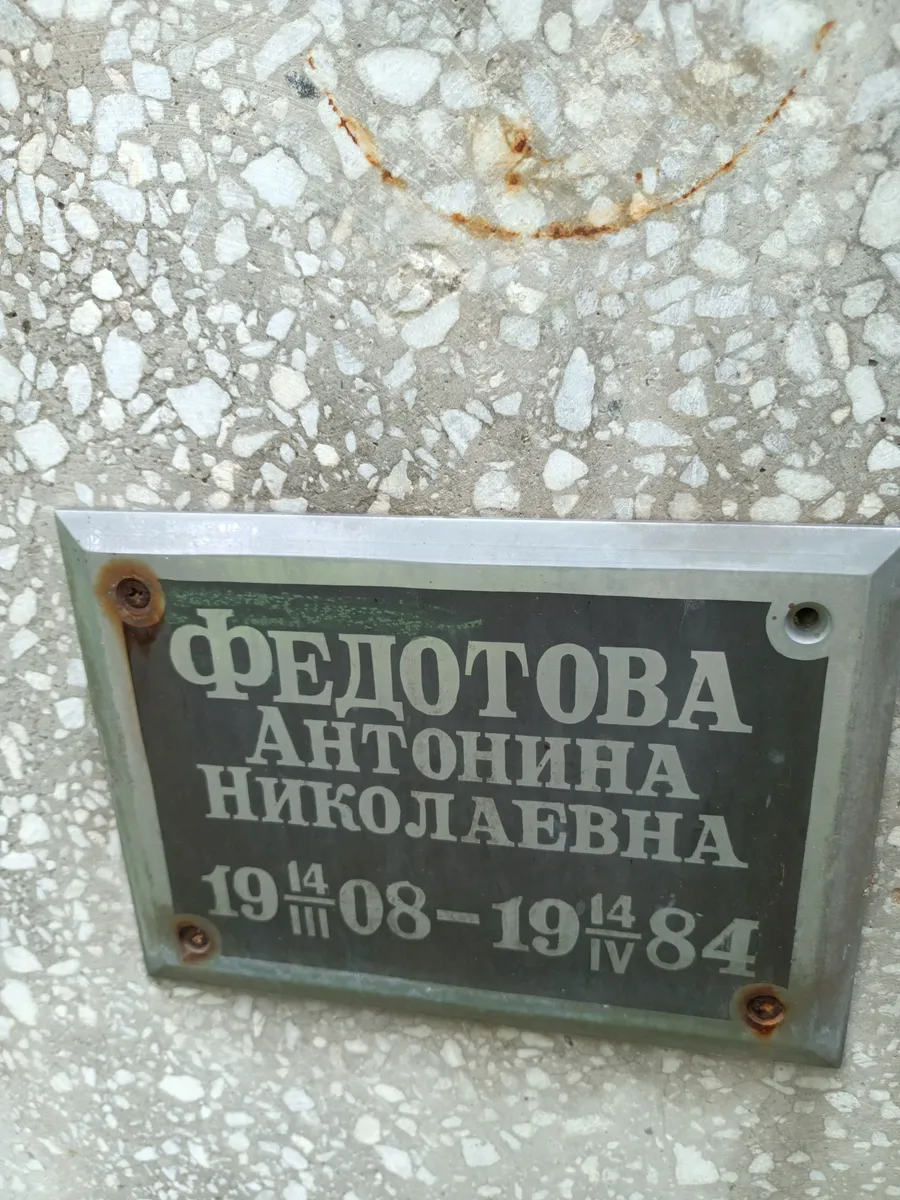 ФЕДОТОВА
АНТОНИНА
НИКОЛАЕВНА
19 14/III 08 – 19 14/IV 84